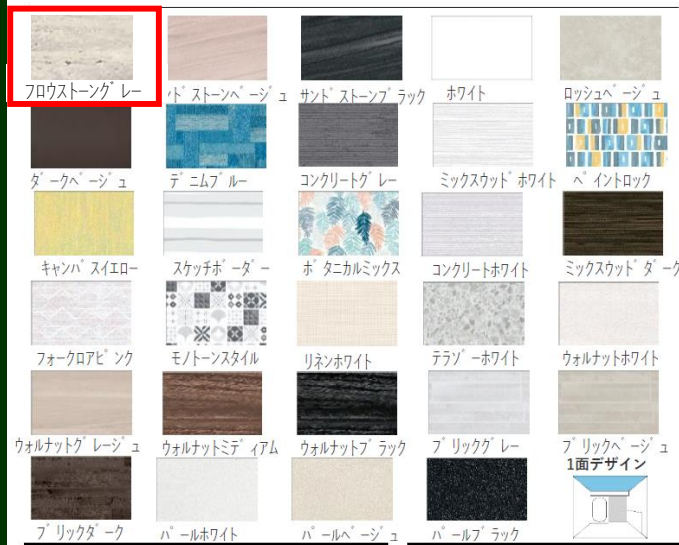 フロウストーングレー
ドストーンベージュ
サンドストーンブラック
ホワイト
ロッシュベージュ
ダークベージュ
デニムブルー
コンクリートグレー
ミックスウッドホワイト
ペイントロック
キャンバスイエロー
スケッチボーダー
ボタニカルミックス
コンクリートホワイト
ミックスウッドダーク
フォークロアピンク
モノトーンスタイル
リネンホワイト
テラゾーホワイト
ウォルナットホワイト
ウォルナットグレージュ
ウォルナットミディアム
ウォルナットブラック
ブリックグレー
ブリックベージュ
ブリックダーク
パールホワイト
パールベージュ
パールブラック
1面デザイン